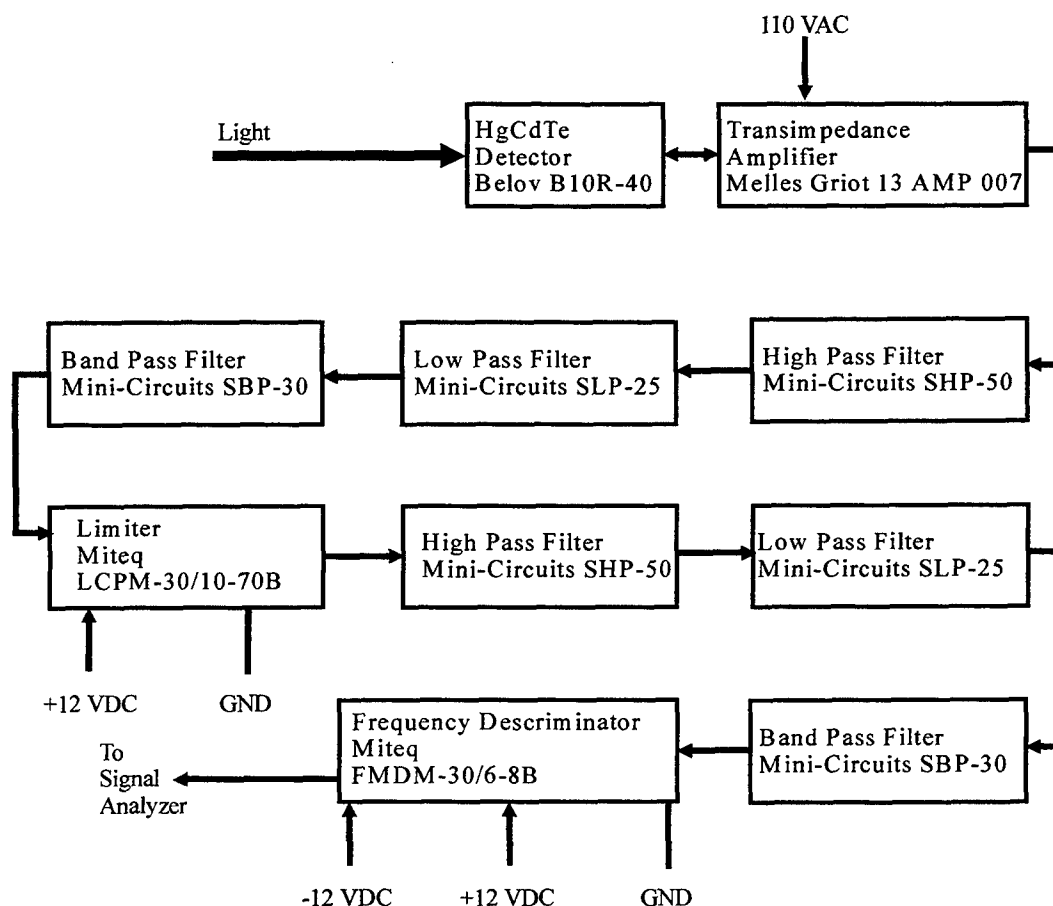 110 VAC
Light
HgCdTe
Detector
Belov B10R-40
Transimpedance
Amplifier
Melles Griot 13 AMP 007
Band Pass Filter
Mini-Circuits SBP-30
Low Pass Filter
Mini-Circuits SLP-25
High Pass Filter
Mini-Circuits SHP-50
Limiter
Miteq
LCPM-30/10-70B
High Pass Filter
Mini-Circuits SHP-50
Low Pass Filter
Mini-Circuits SLP-25
+12 VDC
GND
To
Signal
Analyzer
Frequency Descriminator
Miteq
FMDM-30/6-8B
Band Pass Filter
Mini-Circuits SBP-30
-12 VDC
+12 VDC
GND